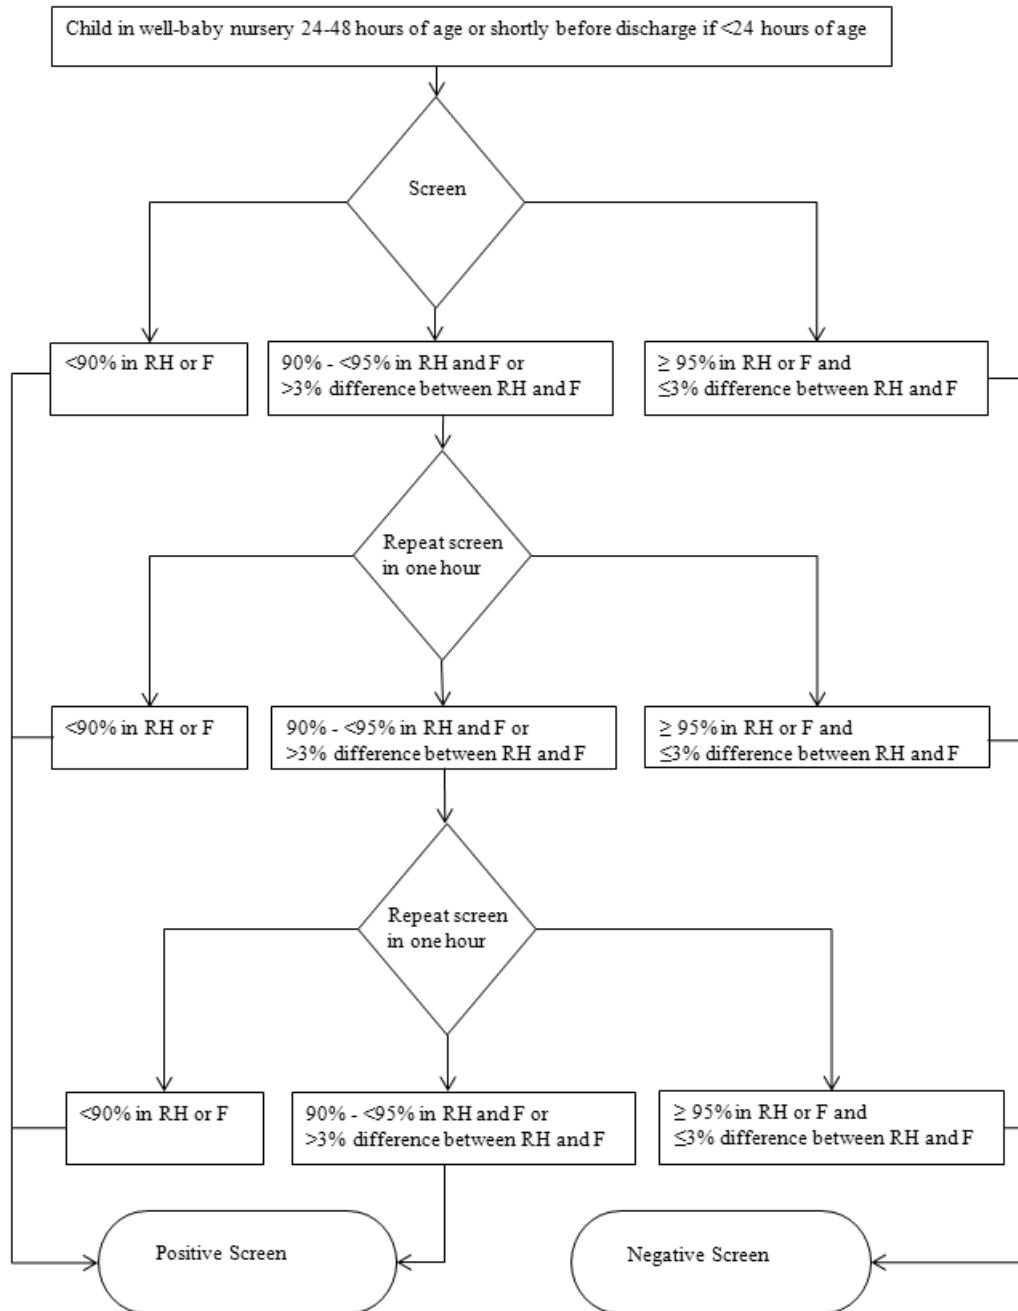 Child in well-baby nursery 24-48 hours of age or shortly before discharge if <24 hours of age
Screen
<90% in RH or F
90% - <95% in RH and F or
>3% difference between RH and F
≥ 95% in RH or F and
≤3% difference between RH and F
Repeat screen
in one hour
<90% in RH or F
90% - <95% in RH and F or
>3% difference between RH and F
≥ 95% in RH or F and
≤3% difference between RH and F
Repeat screen
in one hour
<90% in RH or F
90% - <95% in RH and F or
>3% difference between RH and F
≥ 95% in RH or F and
≤3% difference between RH and F
Positive Screen
Negative Screen